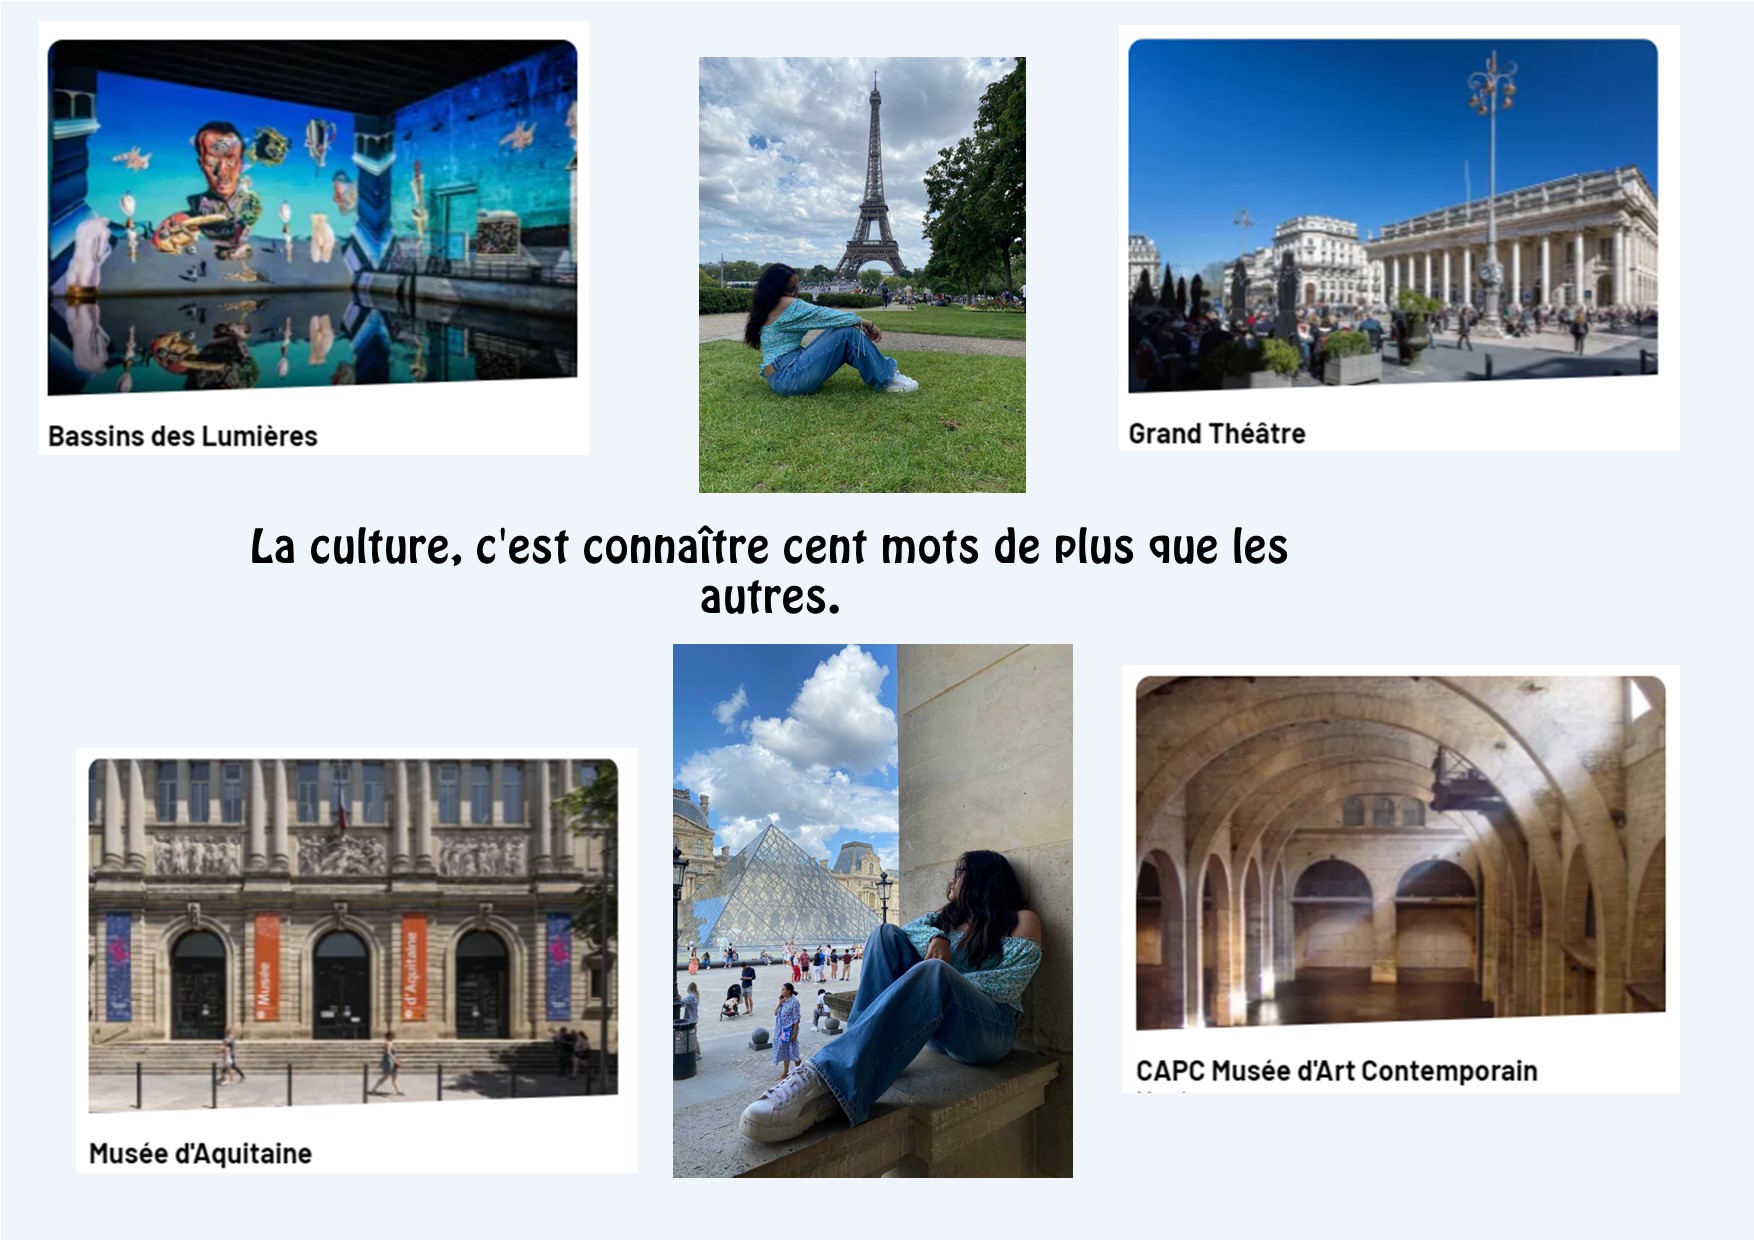 Bassins des Lumières
Grand Théâtre
La culture, c'est connaître cent mots de plus que les
autres.
Musée
d'Aquitaine
Musée d'Aquitaine
CAPC Musée d'Art Contemporain